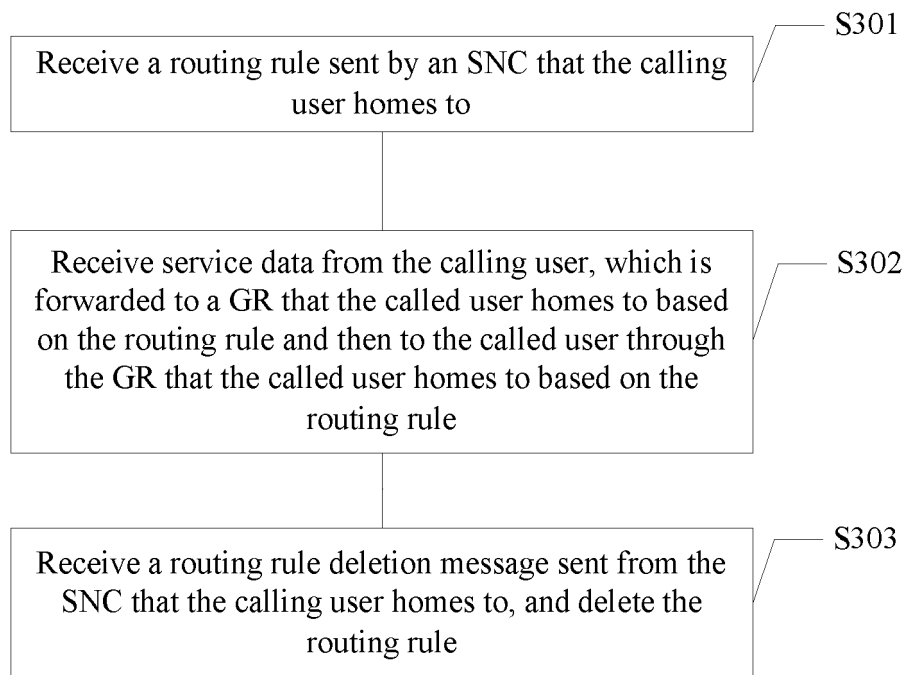 S301
Receive a routing rule sent by an SNC that the calling
user homes to
S302
Receive service data from the calling user, which is
forwarded to a GR that the called user homes to based
on the routing rule and then to the called user through
the GR that the called user homes to based on the
routing rule
S303
Receive a routing rule deletion message sent from the
SNC that the calling user homes to, and delete the
routing rule